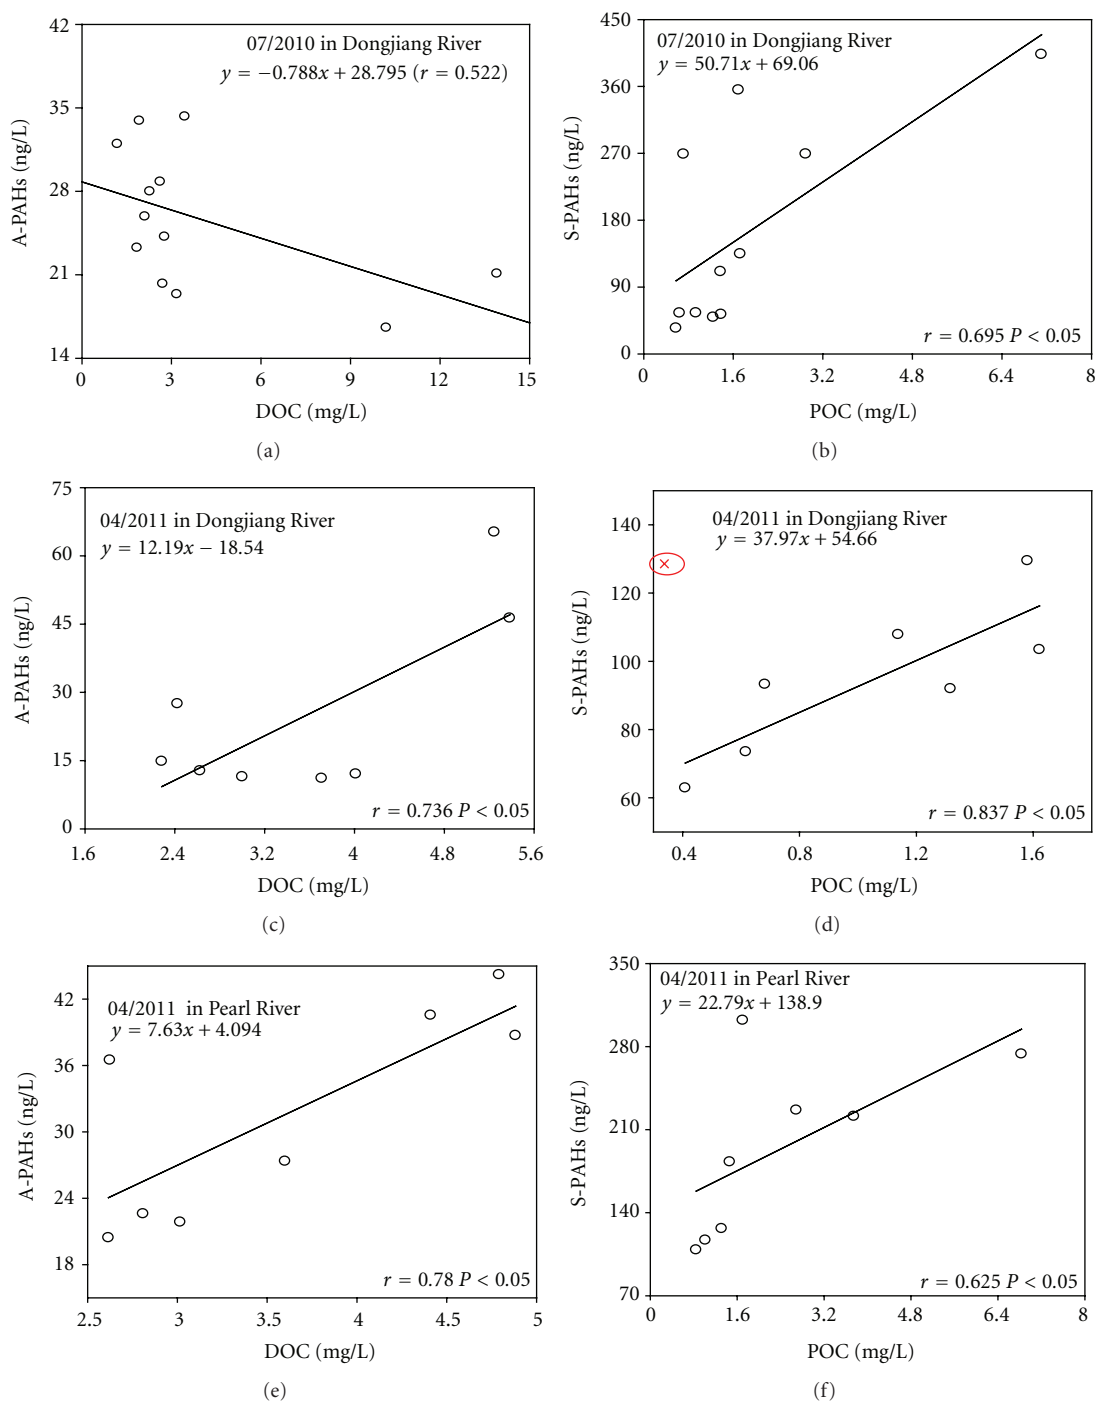 42
35
28
21
14
A-PAHs (ng/L)
07/2010 in Dongjiang River
y = −0.788x + 28.795 (r = 0.522)
0 3 6 9 12 15
DOC (mg/L)
(a)
450
360
270
180
90
0
S-PAHs (ng/L)
07/2010 in Dongjiang River
y = 50.71x + 69.06
r = 0.695 P < 0.05
0 1.6 3.2 4.8 6.4 8
POC (mg/L)
(b)
75
60
45
30
15
0
A-PAHs (ng/L)
04/2011 in Dongjiang River
y = 12.19x − 18.54
r = 0.736 P < 0.05
1.6 2.4 3.2 4 4.8 5.6
DOC (mg/L)
(c)
140
120
100
80
60
S-PAHs (ng/L)
04/2011 in Dongjiang River
y = 37.97x + 54.66
r = 0.837 P < 0.05
0.4 0.8 1.2 1.6
POC (mg/L)
(d)
42
36
30
24
18
A-PAHs (ng/L)
04/2011 in Pearl River
y = 7.63x + 4.094
r = 0.78 P < 0.05
2.5 3 3.5 4 4.5 5
DOC (mg/L)
(e)
350
280
210
140
70
S-PAHs (ng/L)
04/2011 in Pearl River
y = 22.79x + 138.9
r = 0.625 P < 0.05
0 1.6 3.2 4.8 6.4 8
POC (mg/L)
(f)